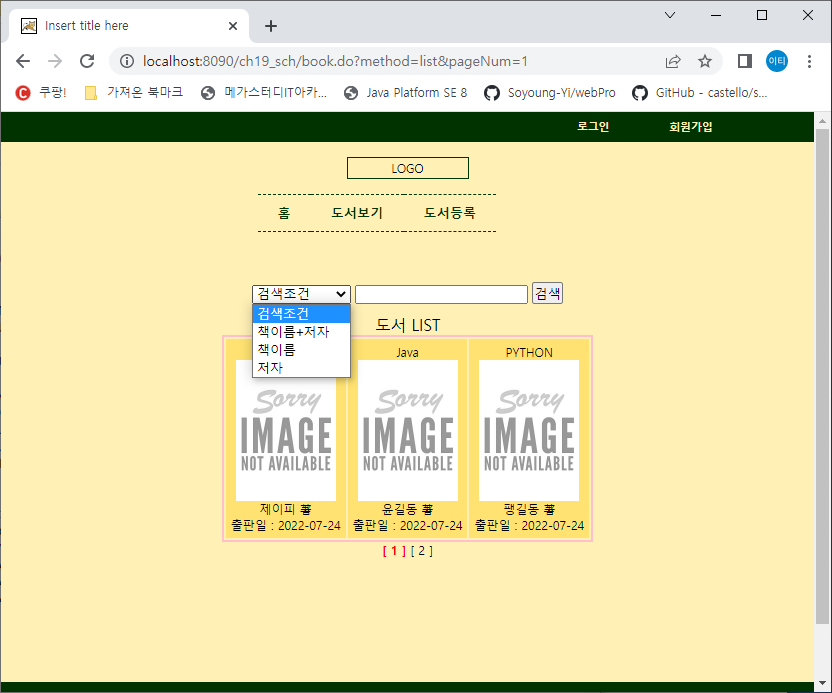 Insert title here
localhost:8090/ch19_sch/book.do?method=list&pageNum=1
이티
쿠팡!
가져온 북마크
메가스터디IT아카...
Java Platform SE 8
Soyoung-Yi/webPro
GitHub - castello/s...
로그인 회원가입
LOGO
홈 도서보기 도서등록
검색조건 검색
검색조건
책이름+저자
책이름
저자
도서 LIST
Java PYTHON
Sorry IMAGE NOT AVAILABLE
Sorry IMAGE NOT AVAILABLE
Sorry IMAGE NOT AVAILABLE
제이피 著 윤길동 著 팽길동 著
출판일 : 2022-07-24 출판일 : 2022-07-24 출판일 : 2022-07-24
[ 1 ] [ 2 ]